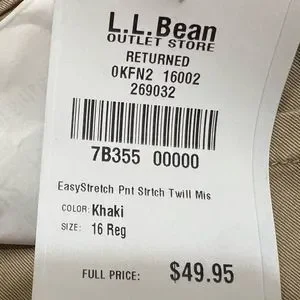 L.L.Bean
OUTLET STORE
RETURNED
OKFN2 16002
269032
7B355 00000
EasyStretch Pnt Strtch Twill Mis
COLOR: Khaki
SIZE: 16 Reg
FULL PRICE: $49.95